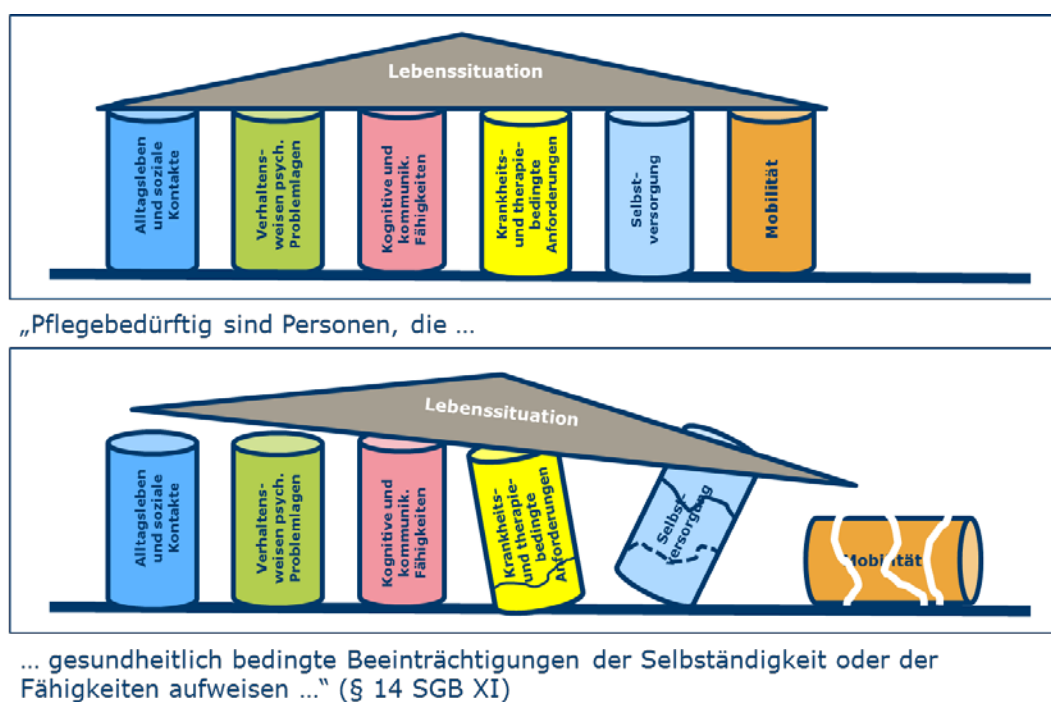 Lebenssituation
Alltagsleben
und soziale
Kontakte
Verhaltens-
weisen psych.
Problemlagen
Kognitive und
kommunik.
Fähigkeiten
Krankheits-
und therapie-
bedingte
Anforderungen
Selbst-
versorgung
Mobilität
„Pflegebedürftig sind Personen, die …
Lebenssituation
Alltagsleben
und soziale
Kontakte
Verhaltens-
weisen psych.
Problemlagen
Kognitive und
kommunik.
Fähigkeiten
Krankheits-
und therapie-
bedingte
Anforderungen
Selbst-
versorgung
Mobilität
… gesundheitlich bedingte Beeinträchtigungen der Selbständigkeit oder der
Fähigkeiten aufweisen …“ (§ 14 SGB XI)